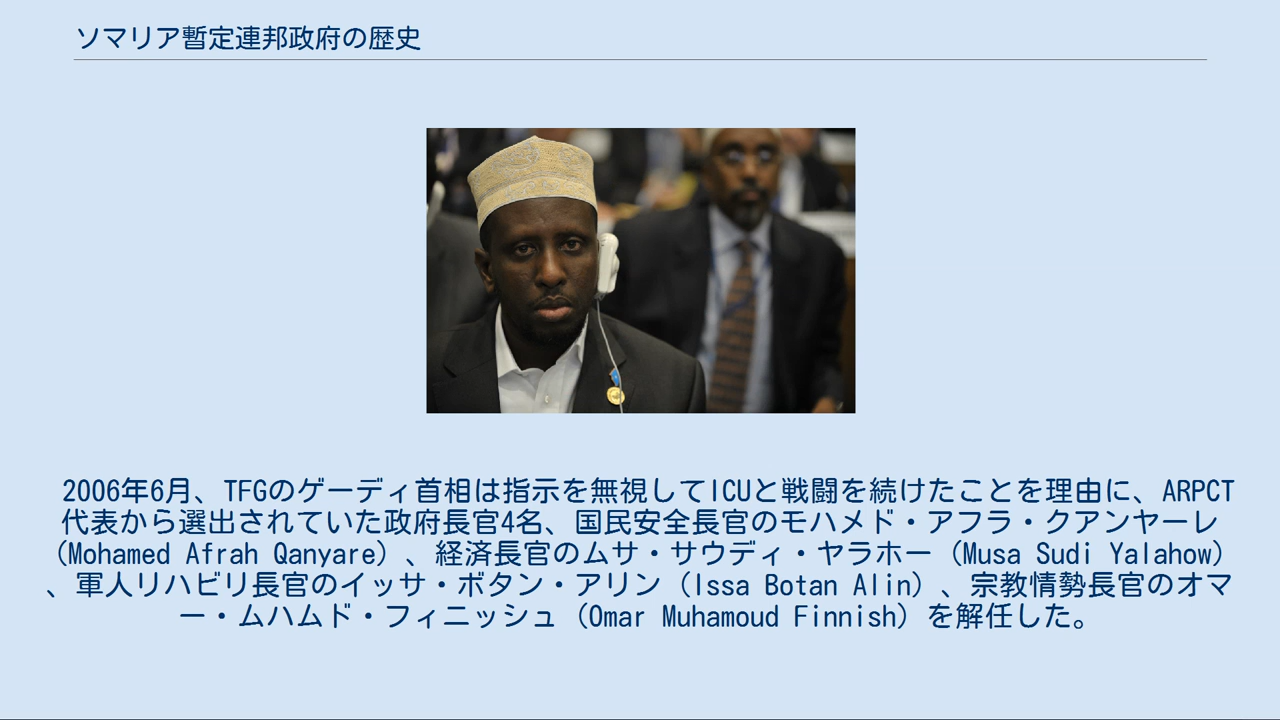 ソマリア暫定連邦政府の歴史
2006年6月、TFGのゲーディ首相は指示を無視してICUと戦闘を続けたことを理由に、ARPCT
代表から選出されていた政府長官4名、国民安全長官のモハメド・アフラ・クアンヤーレ
（Mohamed Afrah Qanyare）、経済長官のムサ・サウディ・ヤラホー（Musa Sudi Yalahow）
、軍人リハビリ長官のイッサ・ボタン・アリン（Issa Botan Alin）、宗教情勢長官のオマ
ー・ムハムド・フィニッシュ（Omar Muhamoud Finnish）を解任した。